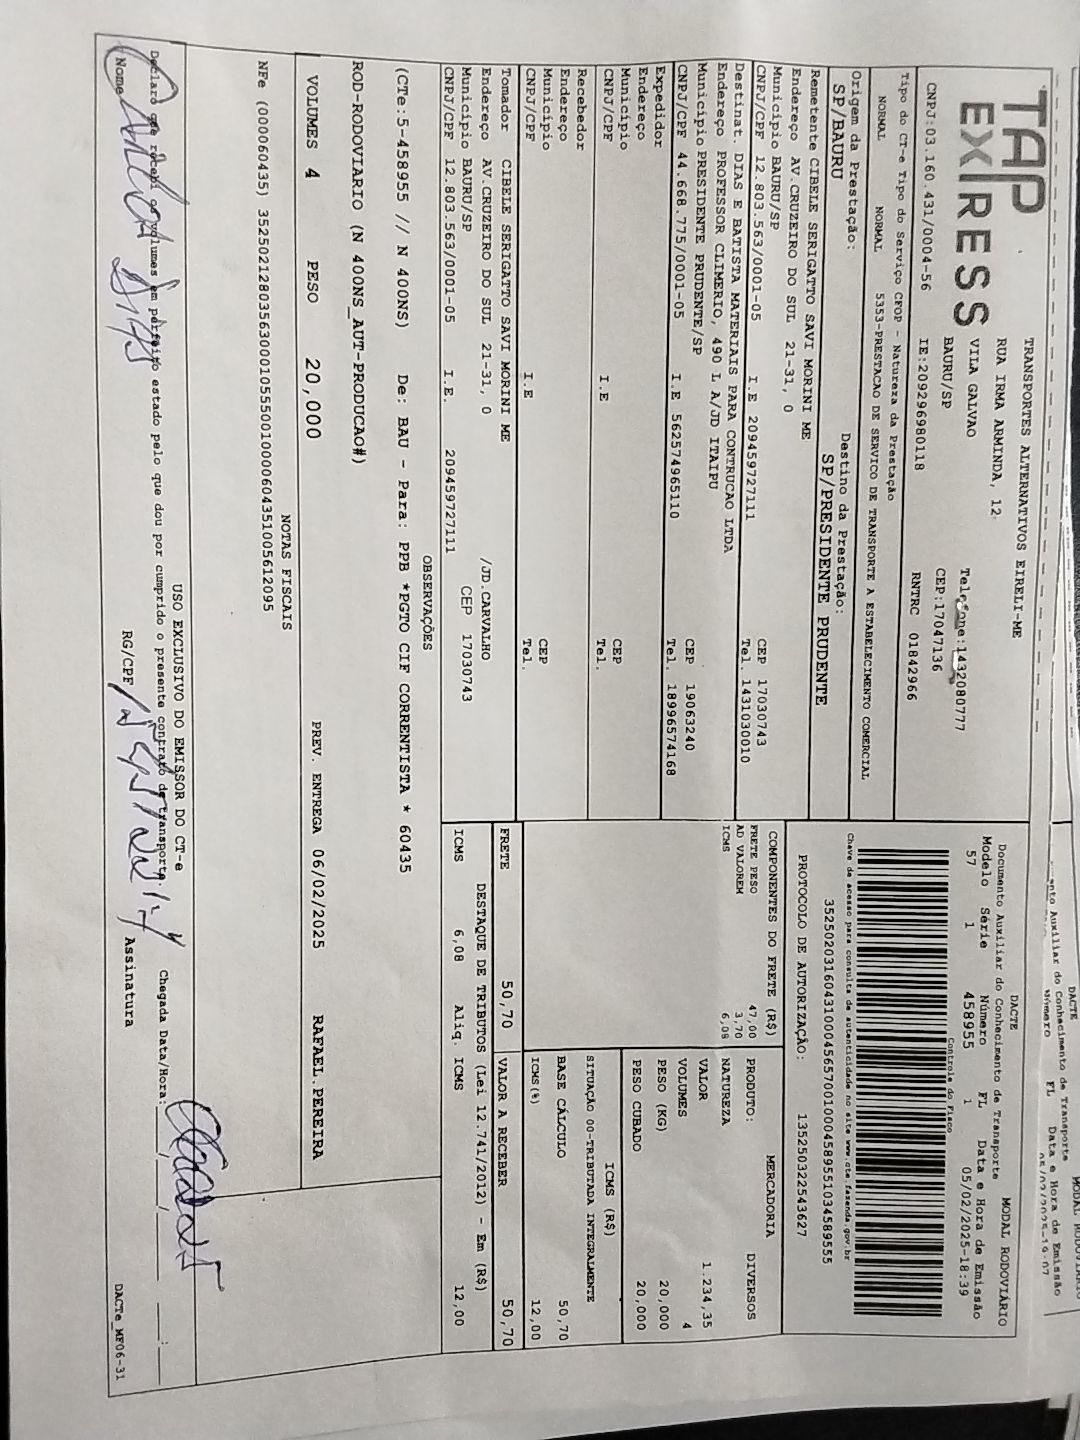 TAP EXPRESS
TRANSPORTES ALTERNATIVOS EIRELI-ME
RUA IRMA ARMINDA, 12
VILA GALVAO
BAURU/SP
Telefone:1432080777
CEP:17047136
CNPJ:03.160.431/0004-56 IE:209296980118 RNTRC 01842966
DACTE MODAL RODOVIÁRIO
Documento Auxiliar do Conhecimento de Transporte
Modelo Série Número FL Data e Hora de Emissão
57 1 458955 1 05/02/2025-18:39
Controle do Fisco
Tipo do CT-e Tipo do Serviço CFOP - Natureza da Prestação
NORMAL NORMAL 5353-PRESTACAO DE SERVICO DE TRANSPORTE A ESTABELECIMENTO COMERCIAL
Chave de acesso para consulta de autenticidade no site www.cte.fazenda.gov.br
35250203160431000456570010004589551034589555
Origem da Prestação: Destino da Prestação:
SP/BAURU SP/PRESIDENTE PRUDENTE
PROTOCOLO DE AUTORIZAÇÃO: 135250322543627
Remetente CIBELE SERIGATTO SAVI MORINI ME
Endereço AV.CRUZEIRO DO SUL 21-31, 0
Município BAURU/SP CEP 17030743
CNPJ/CPF 12.803.563/0001-05 I.E 209459727111 Tel. 1431030010
Destinat. DIAS E BATISTA MATERIAIS PARA CONTRUCAO LTDA
Endereço PROFESSOR CLIMERIO, 490 L A/JD ITAIPU
Município PRESIDENTE PRUDENTE/SP CEP 19063240
CNPJ/CPF 44.668.775/0001-05 I.E 562574965110 Tel. 18996574168
Expedidor
Endereço
Município CEP
CNPJ/CPF I.E Tel.
Recebedor
Endereço
Município CEP
CNPJ/CPF I.E Tel.
COMPONENTES DO FRETE (R$)
FRETE PESO 47,00
AD VALOREM 3,70
ICMS 6,08
MERCADORIA
PRODUTO: DIVERSOS
NATUREZA
VALOR 1.234,35
VOLUMES 4
PESO (KG) 20,000
PESO CUBADO 20,000
ICMS (R$)
SITUAÇÃO 00-TRIBUTADA INTEGRALMENTE
BASE CÁLCULO 50,70
ICMS(%) 12,00
Tomador CIBELE SERIGATTO SAVI MORINI ME
Endereço AV.CRUZEIRO DO SUL 21-31, 0 /JD.CARVALHO
Município BAURU/SP CEP 17030743
CNPJ/CPF 12.803.563/0001-05 I.E. 209459727111
FRETE 50,70 VALOR A RECEBER 50,70
DESTAQUE DE TRIBUTOS (Lei 12.741/2012) - Em (R$)
ICMS 6,08 Aliq. ICMS 12,00
OBSERVAÇÕES
(CTe:5-458955 // N 400NS) De: BAU - Para: PPB *PGTO CIF CORRENTISTA * 60435
ROD-RODOVIARIO (N 400NS_AUT-PRODUCAO#)
VOLUMES 4 PESO 20,000 PREV. ENTREGA 06/02/2025 RAFAEL.PEREIRA
NOTAS FISCAIS
NFe (000060435) 35250212803563000105550010000604351005612095
USO EXCLUSIVO DO EMISSOR DO CT-e
Declaro que recebi o volumes em perfeito estado pelo que dou por cumprido o presente contrato de transporte. Chegada Data/Hora: / / :
Nome RG/CPF Assinatura
DACTe_MF06-31